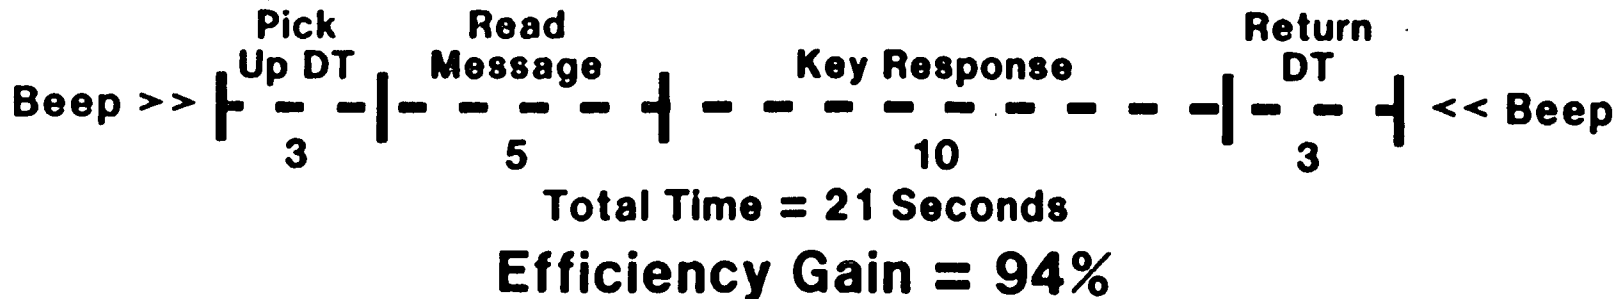 Pick Up DT
Read Message
Key Response
Return DT
Beep >> << Beep
3 5 10 3
Total Time = 21 Seconds
Efficiency Gain = 94%